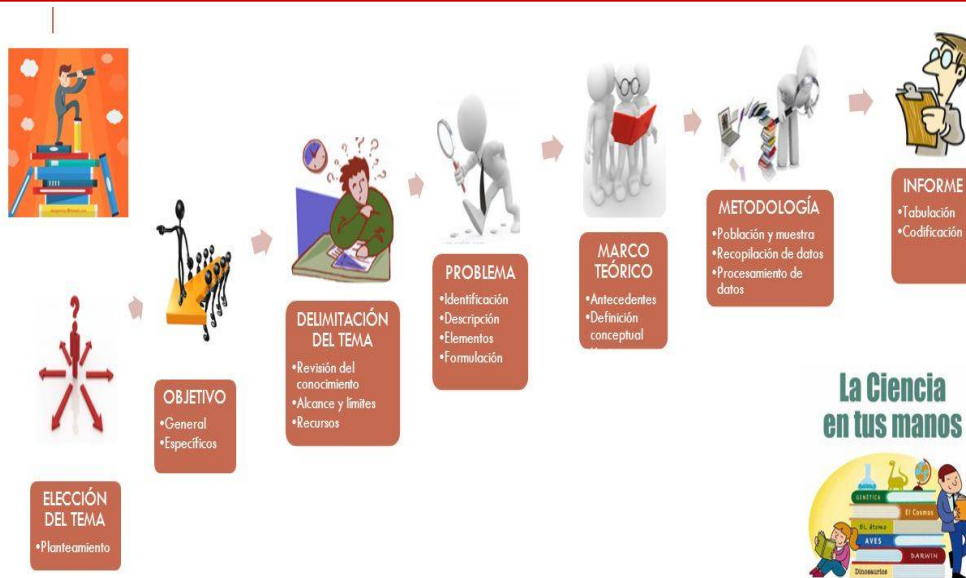 ELECCIÓN
DEL TEMA
•Planteamiento
OBJETIVO
•General
•Específicos
DELIMITACIÓN
DEL TEMA
•Revisión del
conocimiento
•Alcance y límites
•Recursos
PROBLEMA
•Identificación
•Descripción
•Elementos
•Formulación
MARCO
TEÓRICO
•Antecedentes
•Definición
conceptual
METODOLOGÍA
•Población y muestra
•Recopilación de datos
•Procesamiento de
datos
INFORME
•Tabulación
•Codificación
La Ciencia
en tus manos
GENÉTICA
El Cosmos
EL átomo
AVES
DARWIN
Dinosaurios